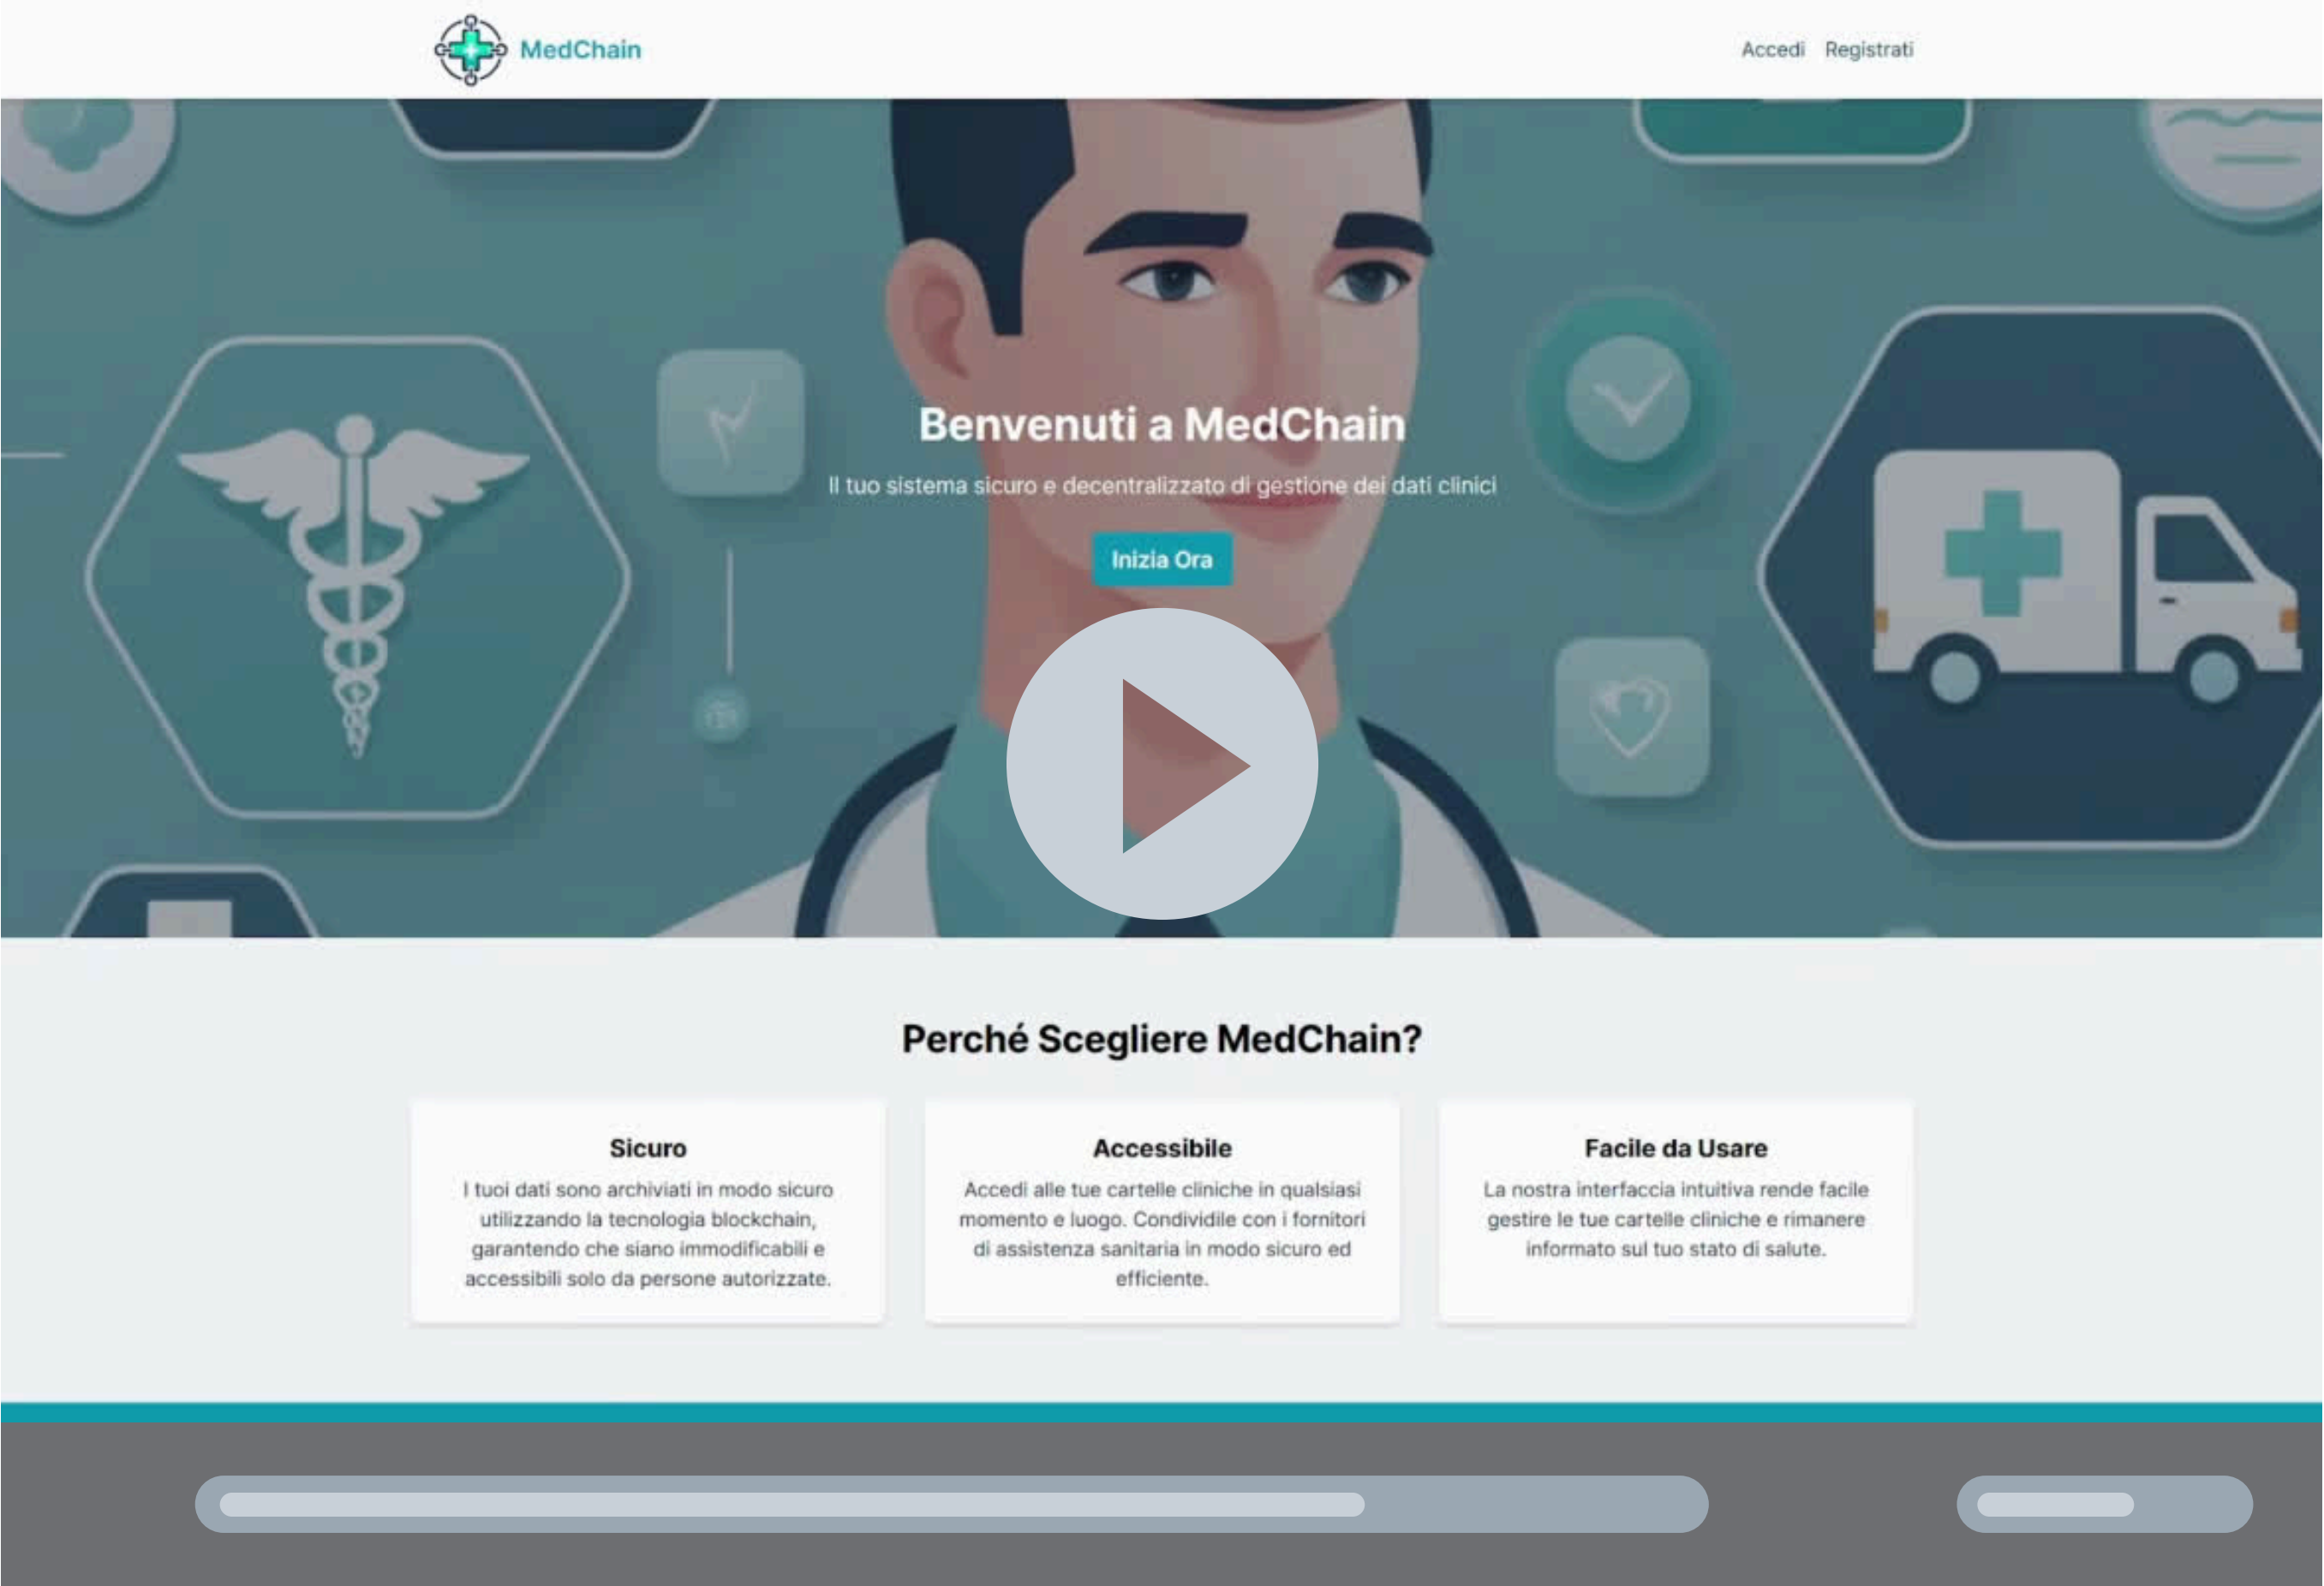 MedChain
Accedi Registrati
Benvenuti a MedChain
Il tuo sistema sicuro e decentralizzato di gestione dei dati clinici
Inizia Ora
Perché Scegliere MedChain?
Sicuro
I tuoi dati sono archiviati in modo sicuro
utilizzando la tecnologia blockchain,
garantendo che siano immodificabili e
accessibili solo da persone autorizzate.
Accessibile
Accedi alle tue cartelle cliniche in qualsiasi
momento e luogo. Condividile con i fornitori
di assistenza sanitaria in modo sicuro ed
efficiente.
Facile da Usare
La nostra interfaccia intuitiva rende facile
gestire le tue cartelle cliniche e rimanere
informato sul tuo stato di salute.